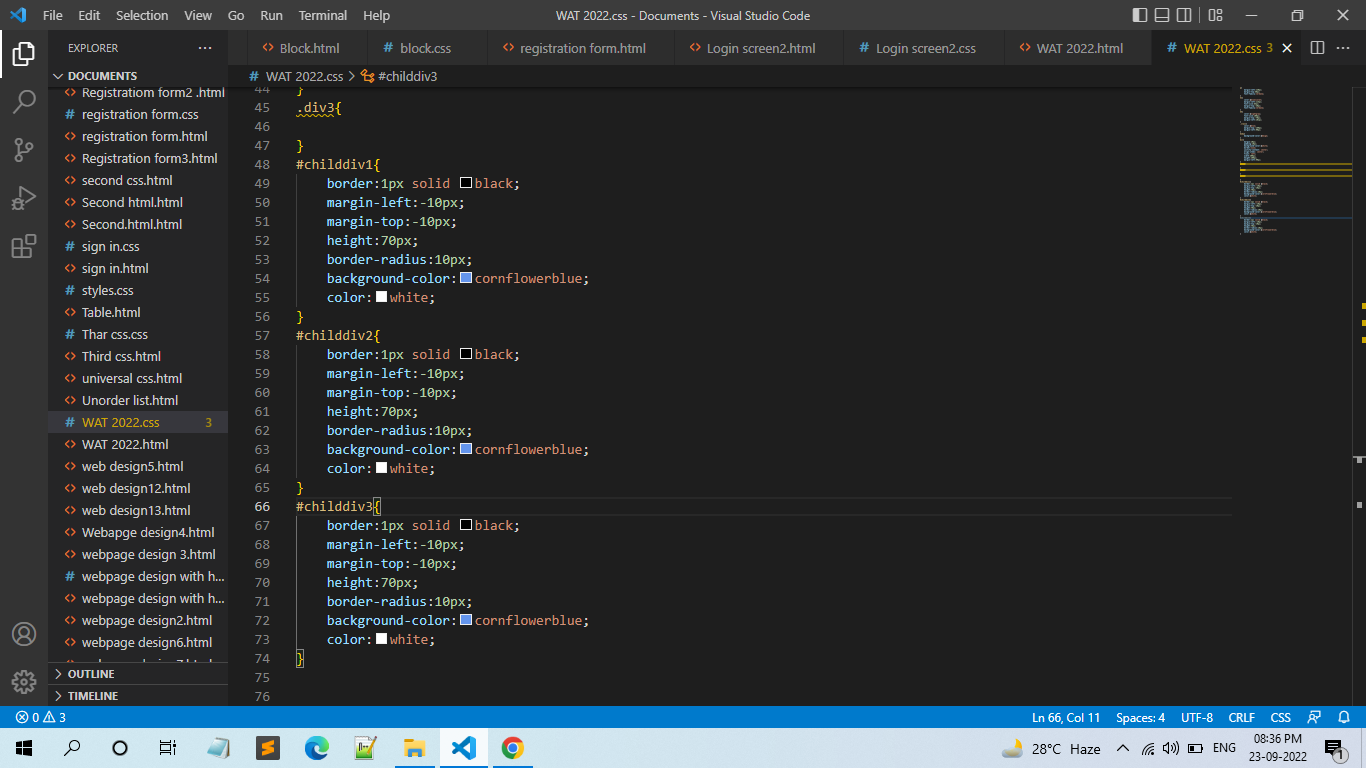 File Edit Selection View Go Run Terminal Help
WAT 2022.css - Documents - Visual Studio Code
EXPLORER
DOCUMENTS
Registratiom form2 .html
registration form.css
registration form.html
Registration form3.html
second css.html
Second html.html
Second.html.html
sign in.css
sign in.html
styles.css
Table.html
Thar css.css
Third css.html
universal css.html
Unorder list.html
WAT 2022.css 3
WAT 2022.html
web design5.html
web design12.html
web design13.html
Webapge design4.html
webpage design 3.html
webpage design with h...
webpage design with h...
webpage design2.html
webpage design6.html
OUTLINE
TIMELINE
Block.html
block.css
registration form.html
Login screen2.html
Login screen2.css
WAT 2022.html
WAT 2022.css 3
WAT 2022.css > #childdiv3
44 }
45 .div3{
46
47 }
48 #childdiv1{
49 border:1px solid black;
50 margin-left:-10px;
51 margin-top:-10px;
52 height:70px;
53 border-radius:10px;
54 background-color:cornflowerblue;
55 color:white;
56 }
57 #childdiv2{
58 border:1px solid black;
59 margin-left:-10px;
60 margin-top:-10px;
61 height:70px;
62 border-radius:10px;
63 background-color:cornflowerblue;
64 color:white;
65 }
66 #childdiv3{
67 border:1px solid black;
68 margin-left:-10px;
69 margin-top:-10px;
70 height:70px;
71 border-radius:10px;
72 background-color:cornflowerblue;
73 color:white;
74 }
75
76
0 3
Ln 66, Col 11 Spaces: 4 UTF-8 CRLF CSS
28°C Haze
ENG
08:36 PM
23-09-2022
1